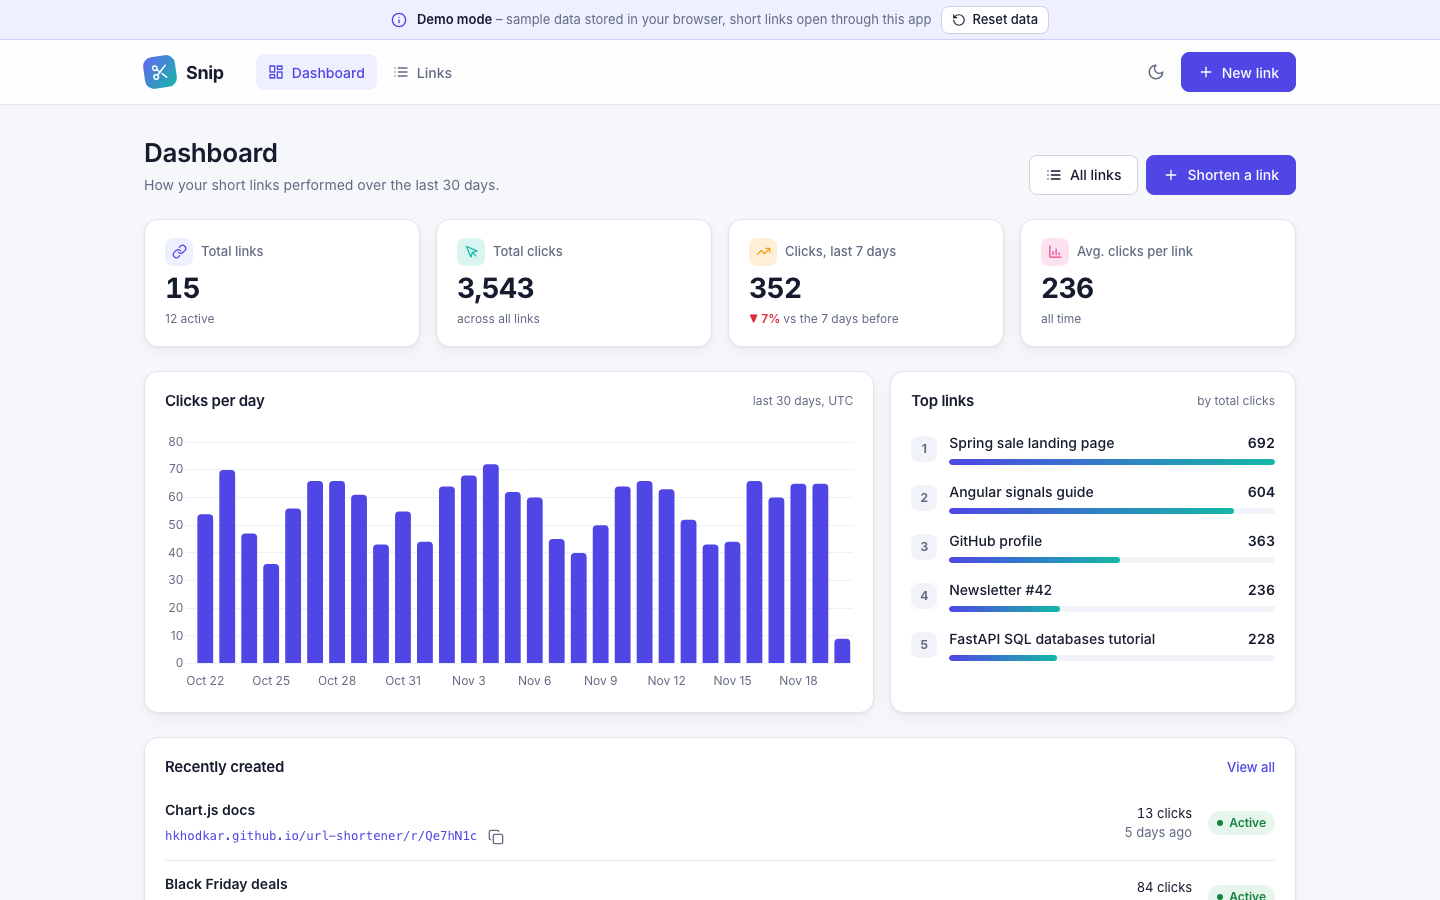 Demo mode – sample data stored in your browser, short links open through this app Reset data
Snip Dashboard Links New link
Dashboard
How your short links performed over the last 30 days.
All links Shorten a link
Total links
15
12 active
Total clicks
3,543
across all links
Clicks, last 7 days
352
▼ 7% vs the 7 days before
Avg. clicks per link
236
all time
Clicks per day last 30 days, UTC
80
70
60
50
40
30
20
10
0
Oct 22 Oct 25 Oct 28 Oct 31 Nov 3 Nov 6 Nov 9 Nov 12 Nov 15 Nov 18
Top links by total clicks
1 Spring sale landing page 692
2 Angular signals guide 604
3 GitHub profile 363
4 Newsletter #42 236
5 FastAPI SQL databases tutorial 228
Recently created View all
Chart.js docs
hkhodkar.github.io/url-shortener/r/Qe7hN1c
13 clicks
5 days ago
Active
Black Friday deals
84 clicks
Active